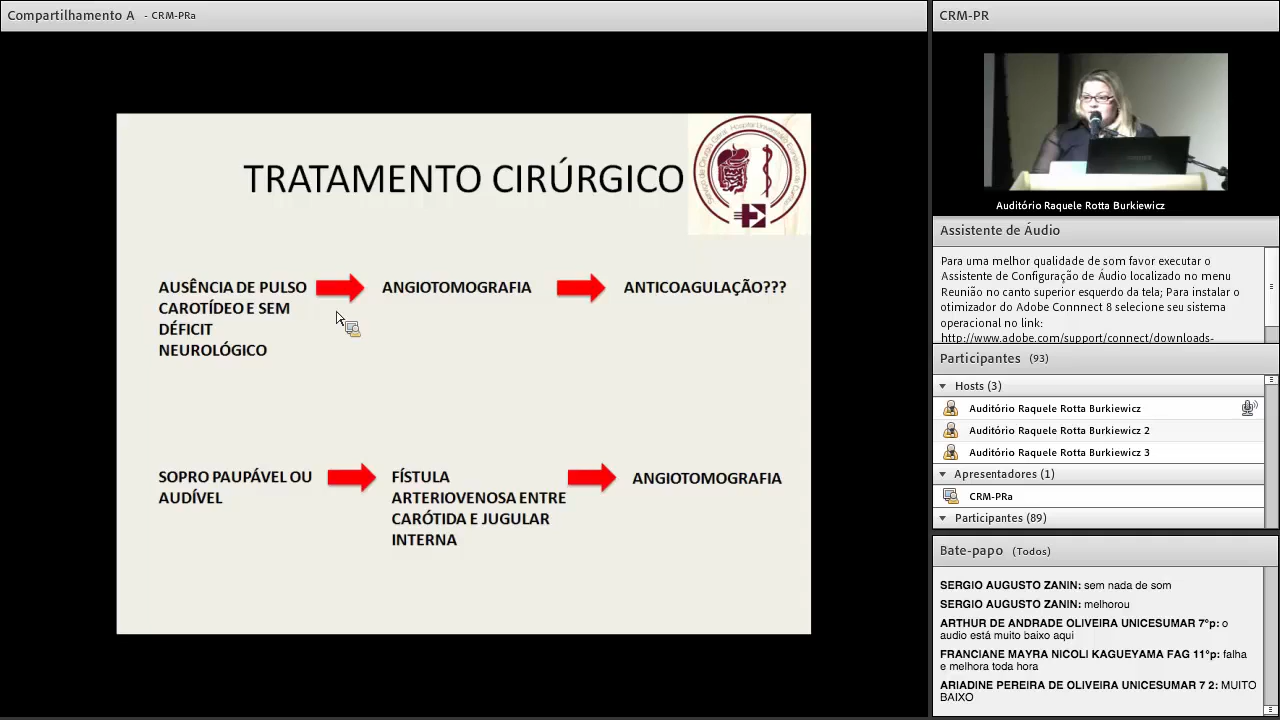 Compartilhamento A - CRM-PRa
TRATAMENTO CIRÚRGICO
AUSÊNCIA DE PULSO
CAROTÍDEO E SEM
DÉFICIT
NEUROLÓGICO
ANGIOTOMOGRAFIA
ANTICOAGULAÇÃO???
SOPRO PAUPÁVEL OU
AUDÍVEL
FÍSTULA
ARTERIOVENOSA ENTRE
CARÓTIDA E JUGULAR
INTERNA
ANGIOTOMOGRAFIA
CRM-PR
Auditório Raquele Rotta Burkiewicz
Assistente de Áudio
Para uma melhor qualidade de som favor executar o
Assistente de Configuração de Áudio localizado no menu
Reunião no canto superior esquerdo da tela; Para instalar o
otimizador do Adobe Connnect 8 selecione seu sistema
operacional no link:
http://www.adobe.com/support/connect/downloads-
Participantes (93)
Hosts (3)
Auditório Raquele Rotta Burkiewicz
Auditório Raquele Rotta Burkiewicz 2
Auditório Raquele Rotta Burkiewicz 3
Apresentadores (1)
CRM-PRa
Participantes (89)
Bate-papo (Todos)
SERGIO AUGUSTO ZANIN: sem nada de som
SERGIO AUGUSTO ZANIN: melhorou
ARTHUR DE ANDRADE OLIVEIRA UNICESUMAR 7°p: o
audio está muito baixo aqui
FRANCIANE MAYRA NICOLI KAGUEYAMA FAG 11°p: falha
e melhora toda hora
ARIADINE PEREIRA DE OLIVEIRA UNICESUMAR 7 2: MUITO
BAIXO